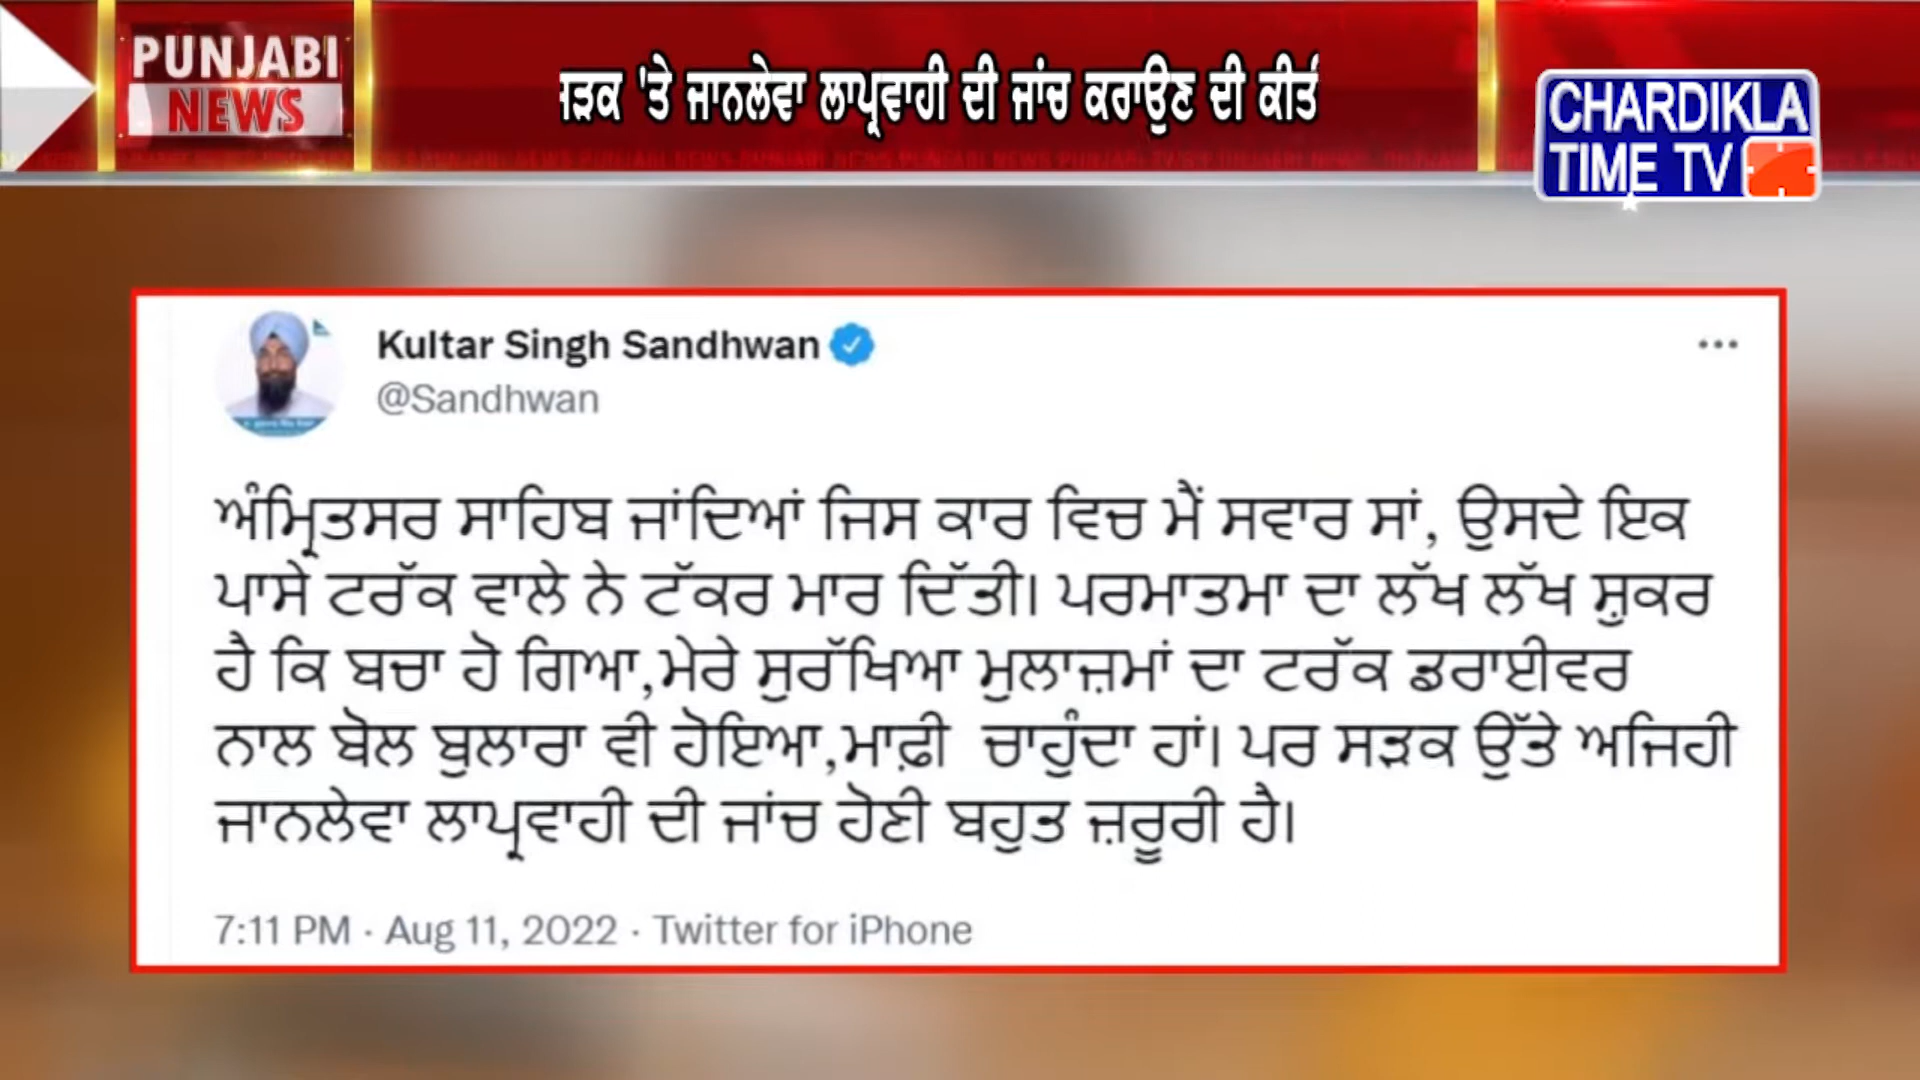 PUNJABI
NEWS
'ਤੇ ਜਾਨਲੇਵਾ ਲਾਪ੍ਰਵਾਹੀ ਦੀ ਜਾਂਚ ਕਰਾਉਣ ਦੀ
CHARDIKLA
TIME TV
Kultar Singh Sandhwan
@Sandhwan
ਅੰਮ੍ਰਿਤਸਰ ਸਾਹਿਬ ਜਾਂਦਿਆਂ ਜਿਸ ਕਾਰ ਵਿਚ ਮੈਂ ਸਵਾਰ ਸਾਂ, ਉਸਦੇ ਇਕ
ਪਾਸੇ ਟਰੱਕ ਵਾਲੇ ਨੇ ਟੱਕਰ ਮਾਰ ਦਿੱਤੀ। ਪਰਮਾਤਮਾ ਦਾ ਲੱਖ ਲੱਖ ਸ਼ੁਕਰ
ਹੈ ਕਿ ਬਚਾ ਹੋ ਗਿਆ,ਮੇਰੇ ਸੁਰੱਖਿਆ ਮੁਲਾਜ਼ਮਾਂ ਦਾ ਟਰੱਕ ਡਰਾਈਵਰ
ਨਾਲ ਬੋਲ ਬੁਲਾਰਾ ਵੀ ਹੋਇਆ,ਮਾਫ਼ੀ ਚਾਹੁੰਦਾ ਹਾਂ। ਪਰ ਸੜਕ ਉੱਤੇ ਅਜਿਹੀ
ਜਾਨਲੇਵਾ ਲਾਪ੍ਰਵਾਹੀ ਦੀ ਜਾਂਚ ਹੋਣੀ ਬਹੁਤ ਜ਼ਰੂਰੀ ਹੈ।
7:11 PM · Aug 11, 2022 · Twitter for iPhone